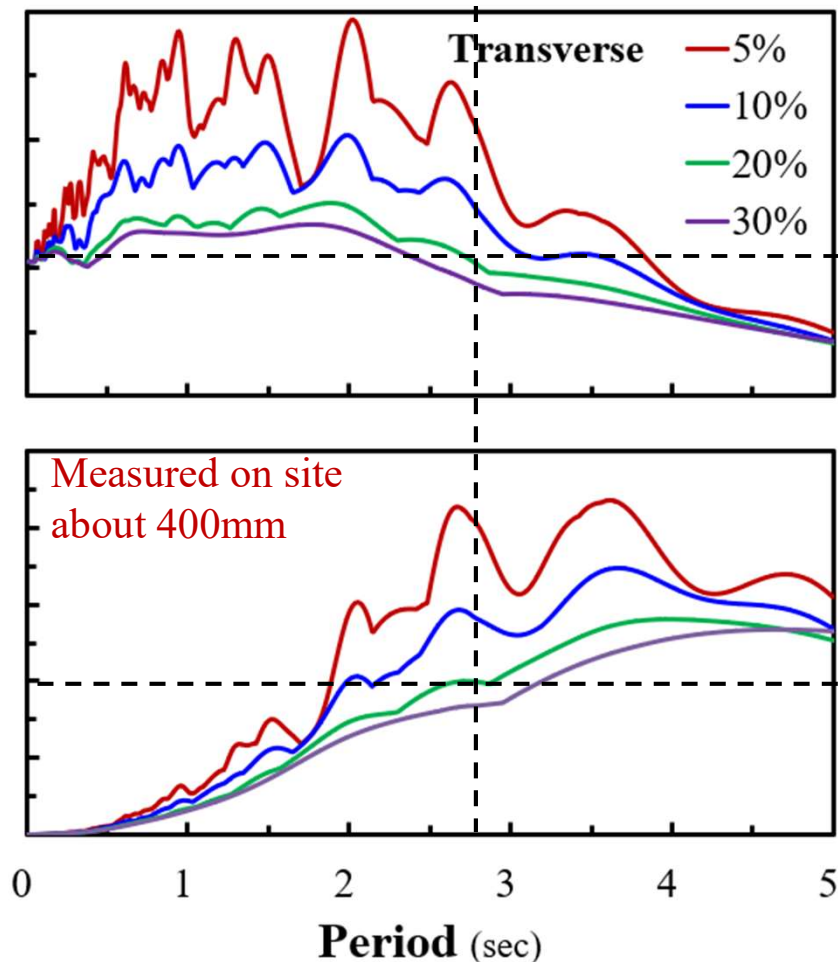 Transverse
5%
10%
20%
30%
Measured on site
about 400mm
0 1 2 3 4 5
Period (sec)